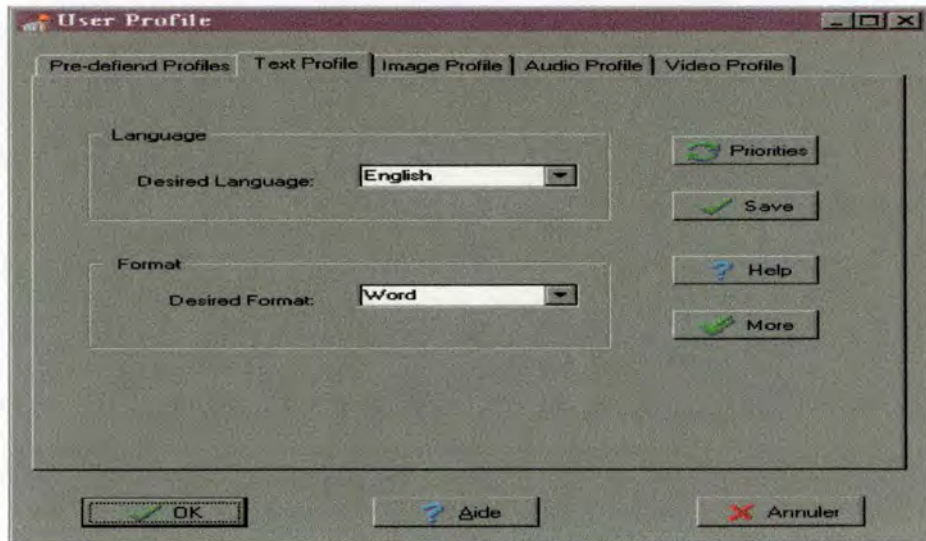 User Profile
Pre-defiend Profiles Text Profile Image Profile Audio Profile Video Profile
Language
Desired Language: English
Priorities
Save
Format
Desired Format: Word
Help
More
OK Aide Annuler